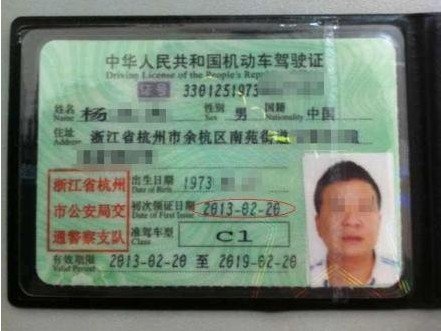 中华人民共和国机动车驾驶证
Driving License of the People's Rep
证号 3301251973
姓名 Name 杨 性别 Sex 男 国籍 Nationality 中国
住址 Address 浙江省杭州市余杭区南苑街道
出生日期 Date of Birth 1973
浙江省杭州
市公安局交
通警察支队
初次领证日期 Date of First Issue 2013-02-20
准驾车型 Class C1
有效期限 Valid Period 2013-02-20 至 2019-02-20